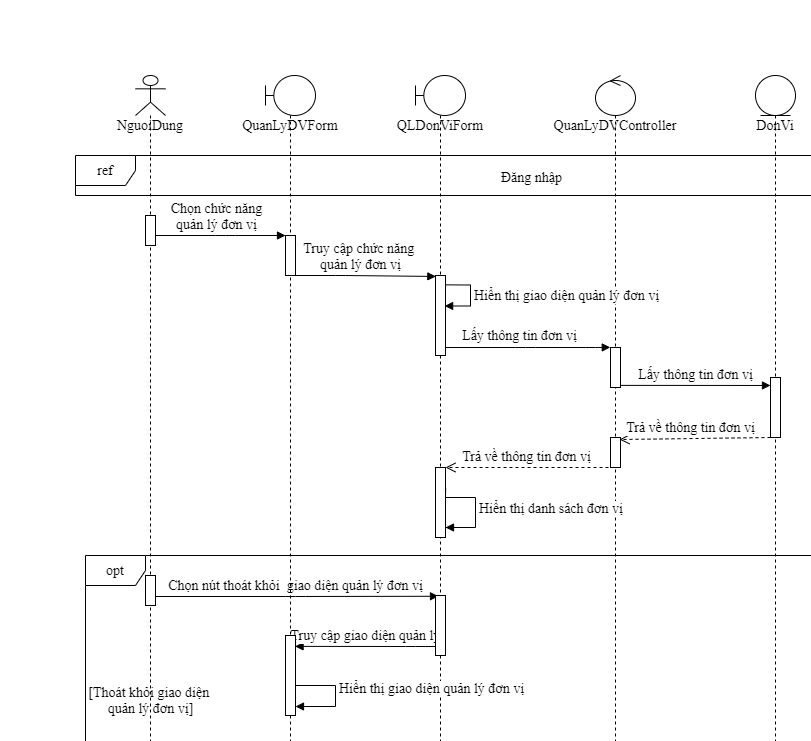 NguoiDung
QuanLyDVForm
QLDonViForm
QuanLyDVController
DonVi
ref
Đăng nhập
Chọn chức năng
quản lý đơn vị
Truy cập chức năng
quản lý đơn vị
Hiển thị giao diện quản lý đơn vị
Lấy thông tin đơn vị
Lấy thông tin đơn vị
Trả về thông tin đơn vị
Trả về thông tin đơn vị
Hiển thị danh sách đơn vị
opt
Chọn nút thoát khỏi giao diện quản lý đơn vị
Truy cập giao diện quản lý
Hiển thị giao diện quản lý đơn vị
[Thoát khỏi giao diện
quản lý đơn vị]